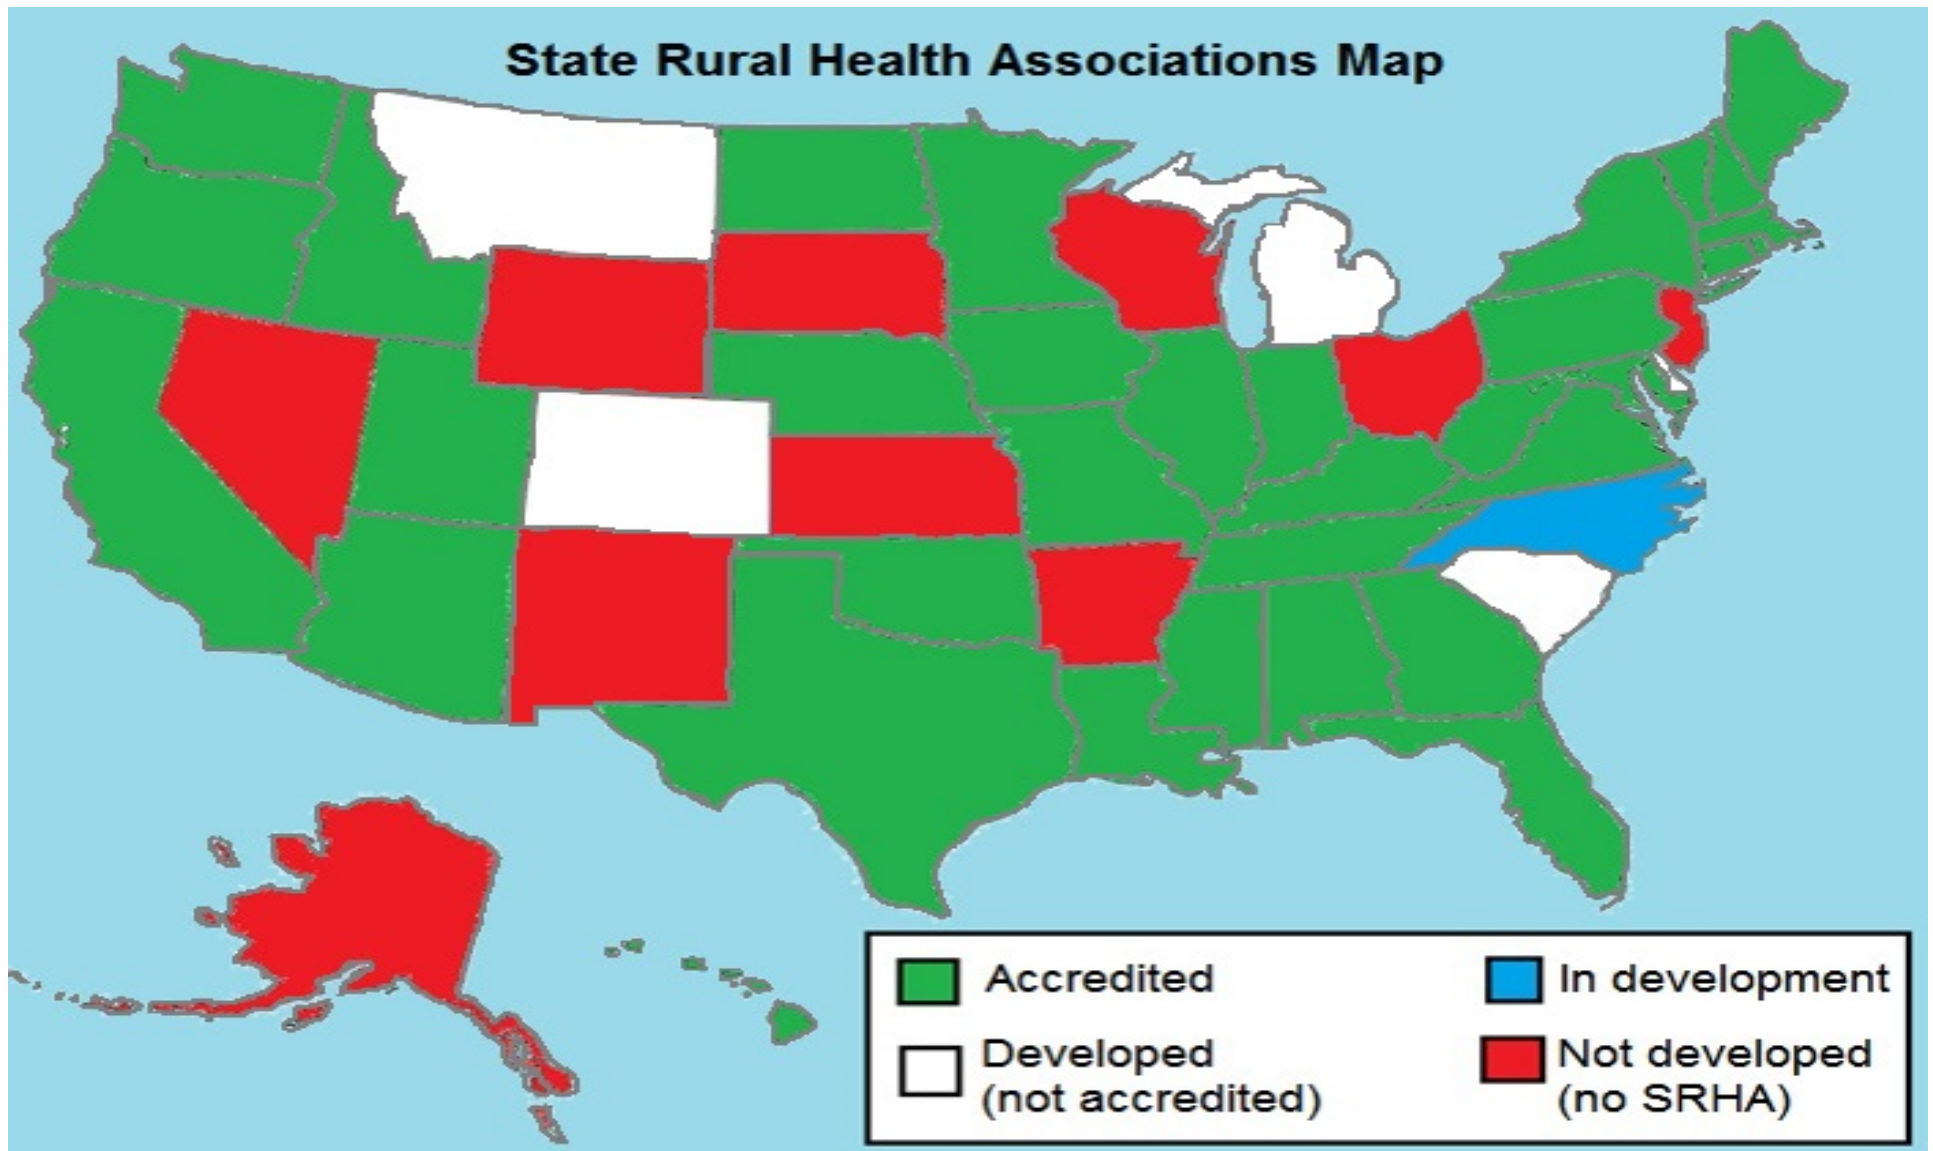 State Rural Health Associations Map
Accredited
In development
Developed
(not accredited)
Not developed
(no SRHA)